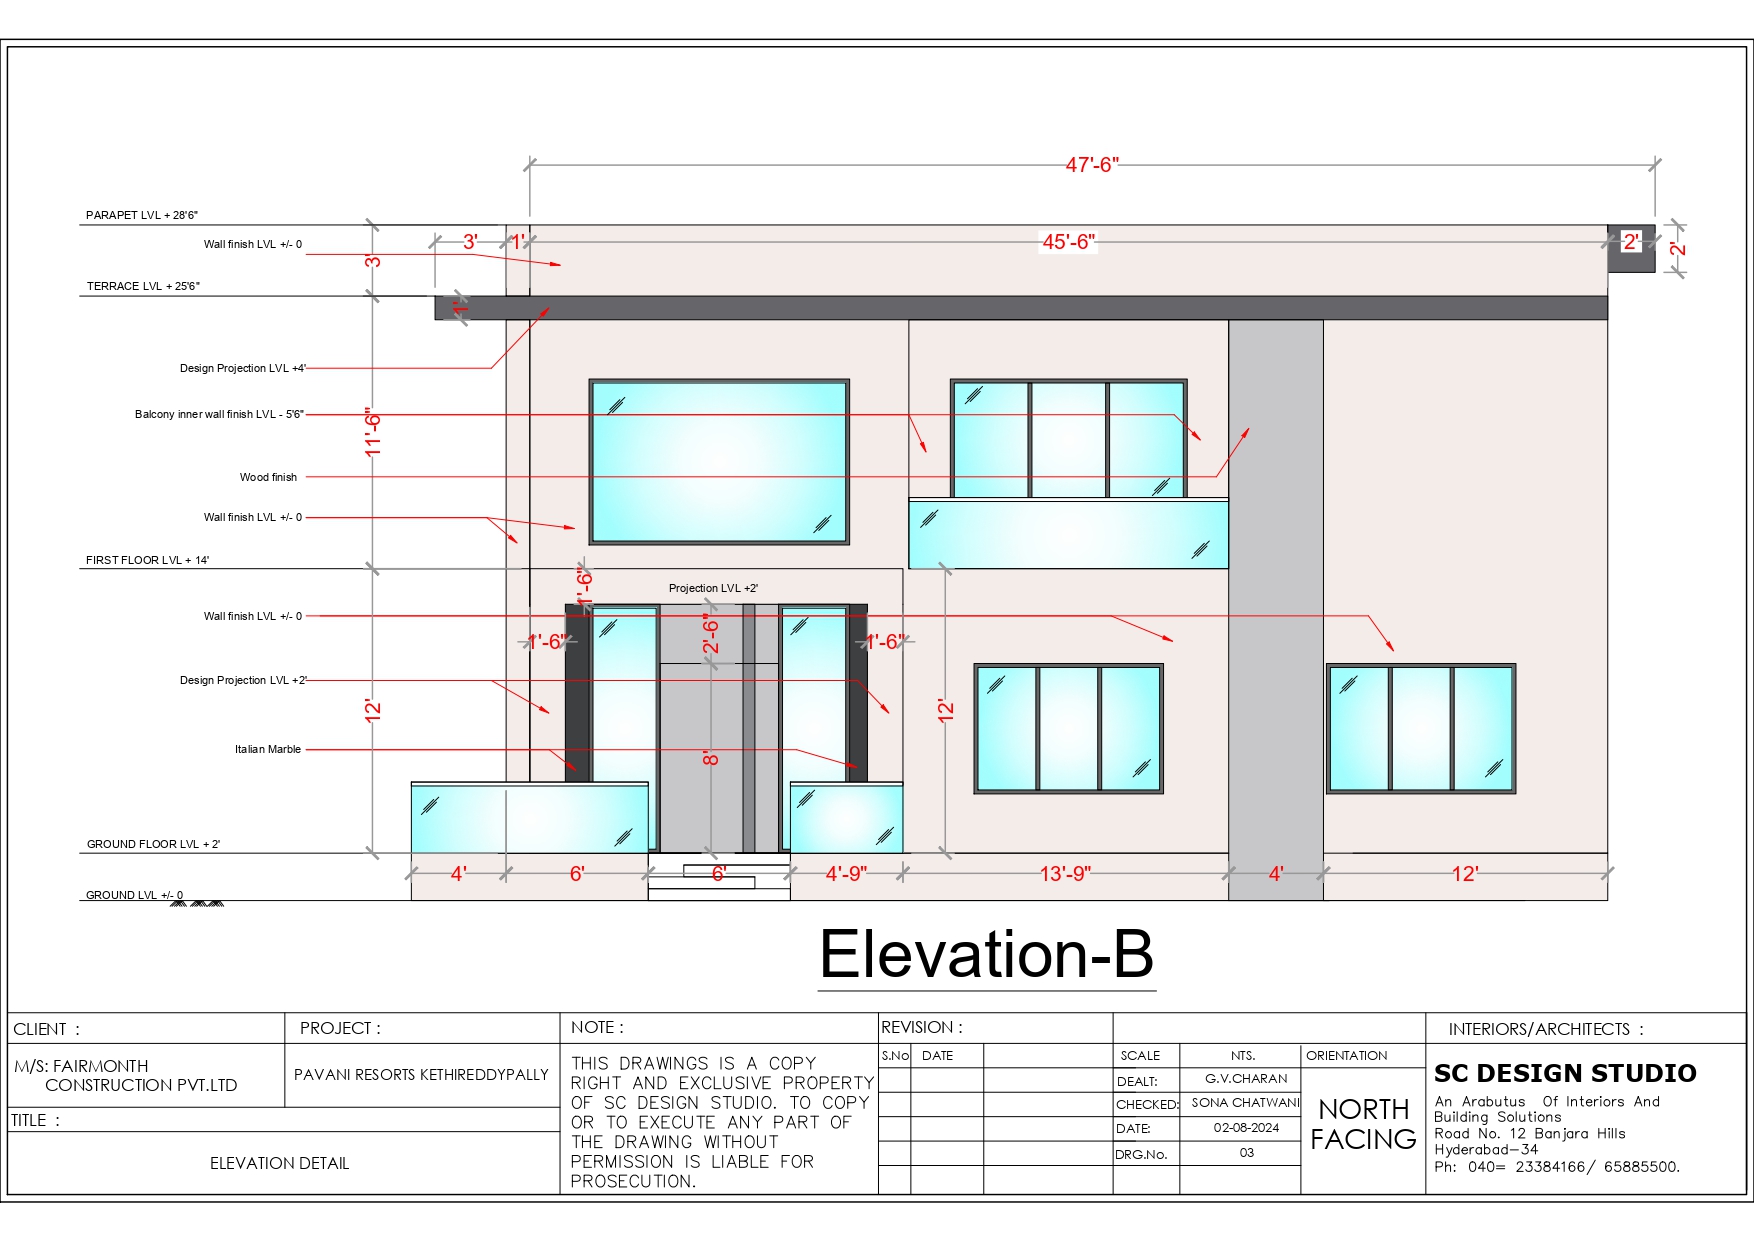 47'-6"
PARAPET LVL + 28'6"
Wall finish LVL +/- 0
3'
3'
1'
45'-6"
2'
2'
TERRACE LVL + 25'6"
1'
Design Projection LVL +4'
Balcony inner wall finish LVL - 5'6"
11'-6"
Wood finish
Wall finish LVL +/- 0
FIRST FLOOR LVL + 14'
1'-6"
Projection LVL +2'
Wall finish LVL +/- 0
2'-6"
1'-6"
1'-6"
Design Projection LVL +2'
12'
12'
Italian Marble
8'
GROUND FLOOR LVL + 2'
4'
6'
6'
4'-9"
13'-9"
4'
12'
GROUND LVL +/- 0
Elevation-B
CLIENT :
M/S: FAIRMONTH
CONSTRUCTION PVT.LTD
PROJECT :
PAVANI RESORTS KETHIREDDYPALLY
TITLE :
ELEVATION DETAIL
NOTE :
THIS DRAWINGS IS A COPY
RIGHT AND EXCLUSIVE PROPERTY
OF SC DESIGN STUDIO. TO COPY
OR TO EXECUTE ANY PART OF
THE DRAWING WITHOUT
PERMISSION IS LIABLE FOR
PROSECUTION.
REVISION :
S.No DATE
SCALE NTS.
DEALT: G.V.CHARAN
CHECKED: SONA CHATWANI
DATE: 02-08-2024
DRG.No. 03
ORIENTATION
NORTH
FACING
INTERIORS/ARCHITECTS :
SC DESIGN STUDIO
An Arabutus Of Interiors And
Building Solutions
Road No. 12 Banjara Hills
Hyderabad-34
Ph: 040= 23384166/ 65885500.